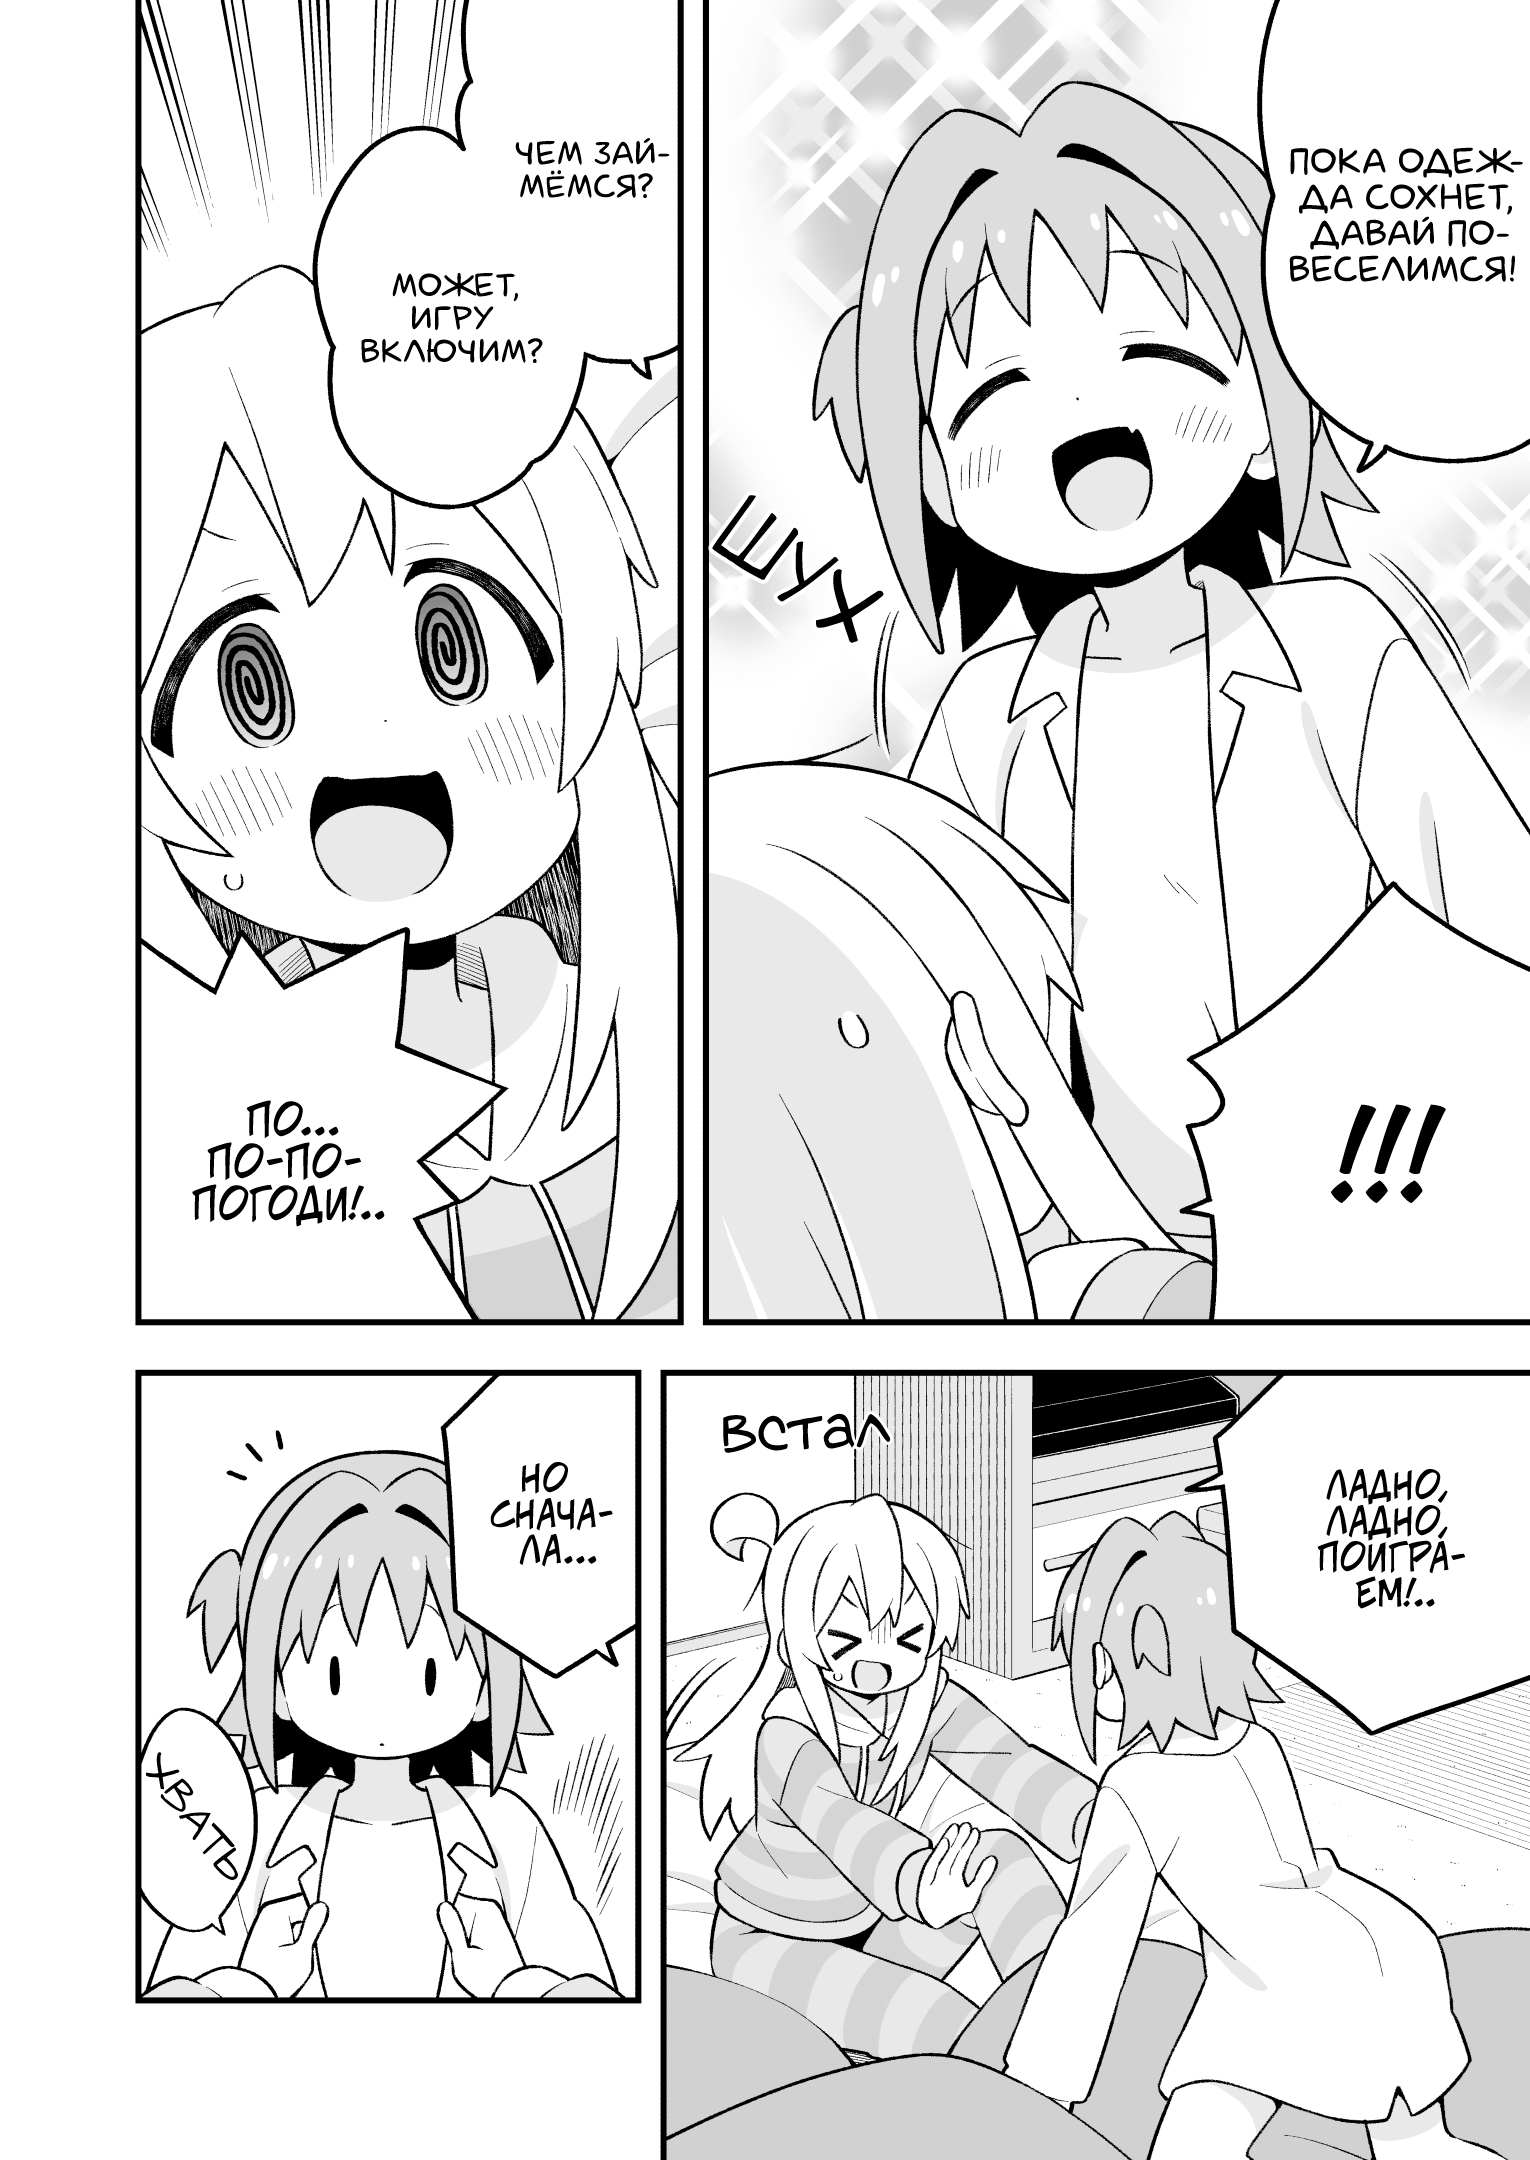 ПОКА ОДЕЖ-
ДА СОХНЕТ,
ДАВАЙ ПО-
ВЕСЕЛИМСЯ!
ШУХ
!!!
ЧЕМ ЗАЙ-
МЁМСЯ?
МОЖЕТ,
ИГРУ
ВКЛЮЧИМ?
ПО...
ПО-ПО-
ПОГОДИ!..
ЛАДНО,
ЛАДНО,
ПОИГРА-
ЕМ!..
ВСТАЛ
НО
СНАЧА-
ЛА...
ХВАТЬ